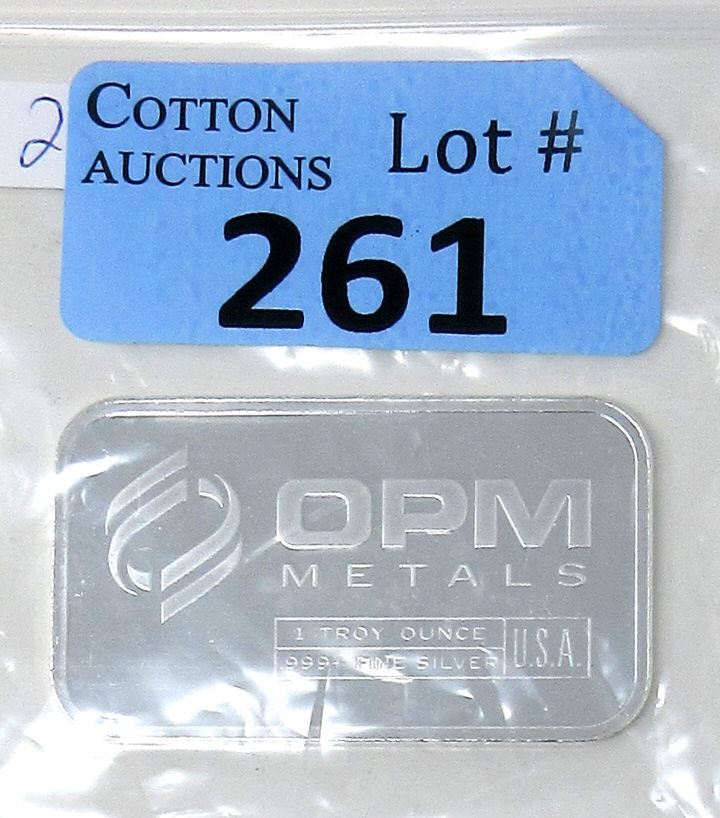 2
COTTON
AUCTIONS
Lot #
261
OPM
METALS
1 TROY OUNCE
.999+ FINE SILVER
U.S.A.